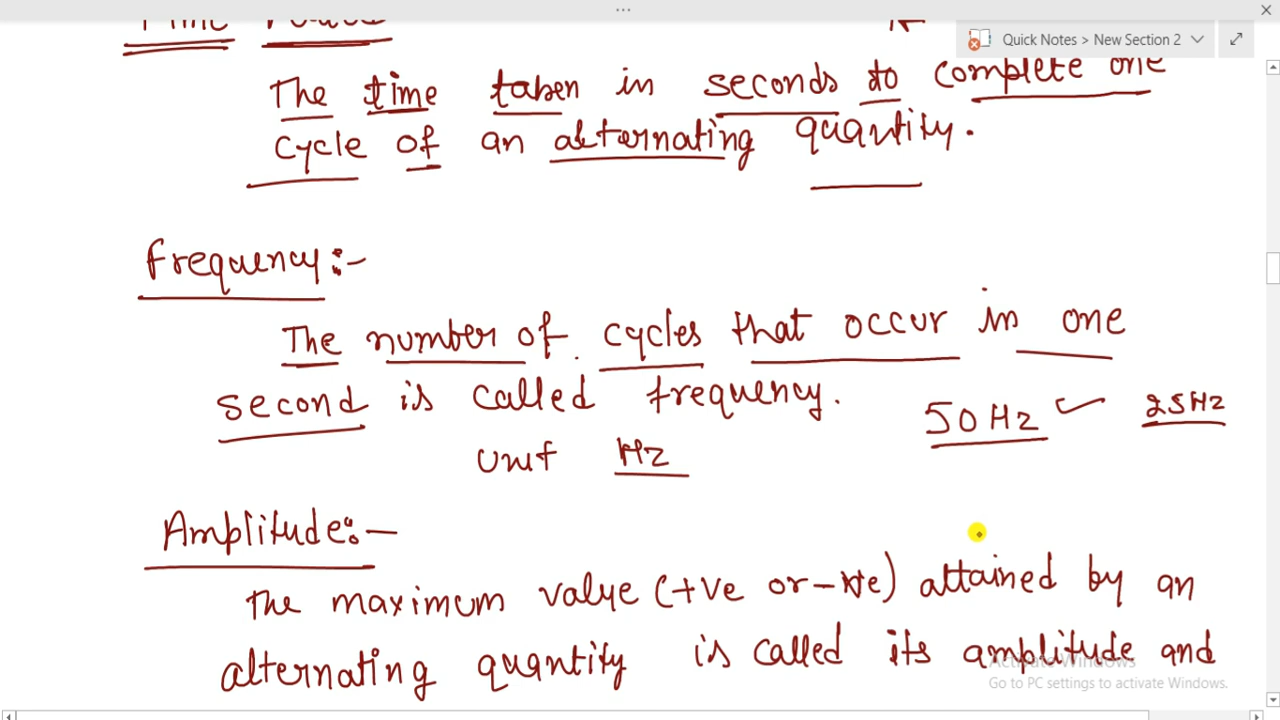 Time
Quick Notes > New Section 2
The time taken in seconds to complete one
cycle of an alternating quantity.
frequency:-
The number of cycles that occur in one
second is called frequency.
50Hz 25Hz
unit Hz
Amplitude:-
The maximum value (+ve or -ve) attained by an
alternating quantity is called its amplitude and
Activate Windows
Go to PC settings to activate Windows.